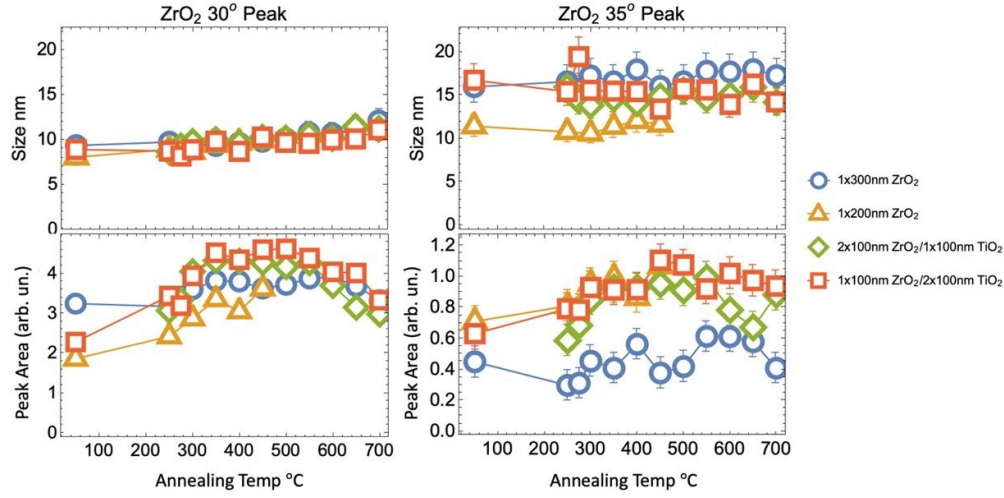 ZrO₂ 30° Peak
ZrO₂ 35° Peak
Size nm
20
15
10
5
0
Size nm
20
15
10
5
0
Peak Area (arb. un.)
4
3
2
1
0
Peak Area (arb. un.)
1.2
1.0
0.8
0.6
0.4
0.2
0.0
100 200 300 400 500 600 700
100 200 300 400 500 600 700
Annealing Temp °C
Annealing Temp °C
1x300nm ZrO₂
1x200nm ZrO₂
2x100nm ZrO₂/1x100nm TiO₂
1x100nm ZrO₂/2x100nm TiO₂